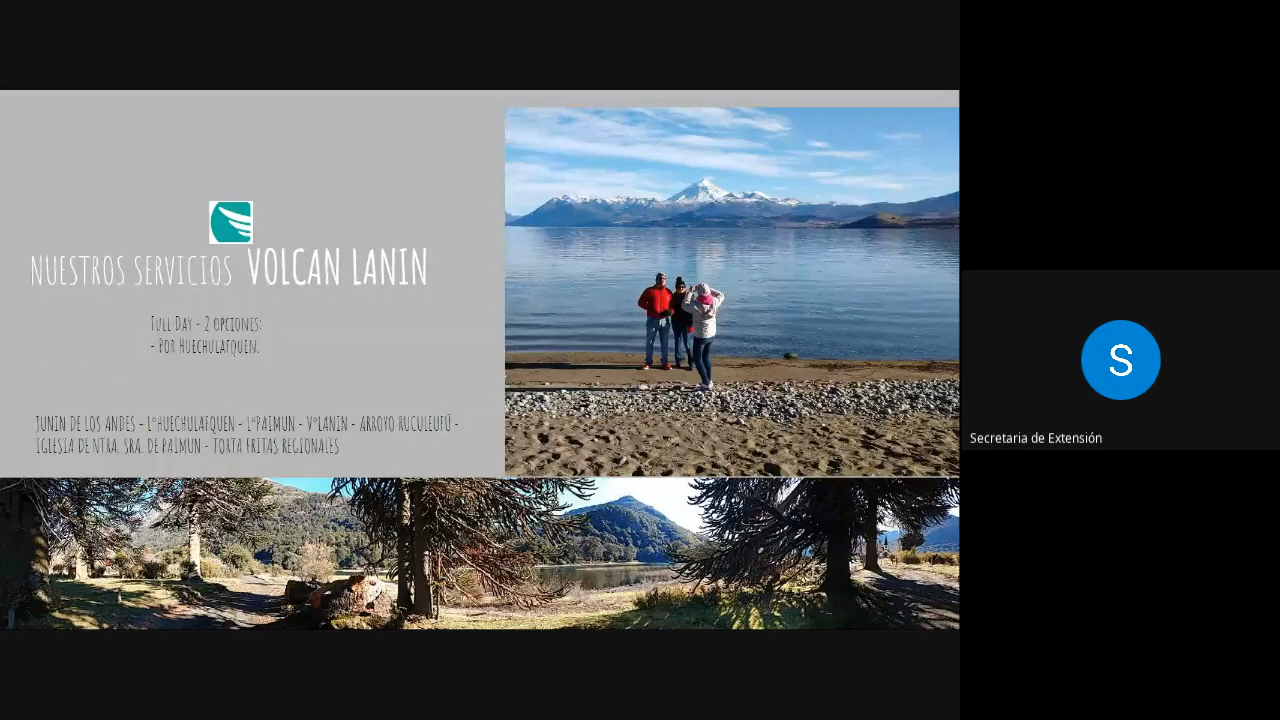 NUESTROS SERVICIOS VOLCAN LANIN
FULL DAY - 2 OPCIONES:
- POR HUECHULAFQUEN.
JUNIN DE LOS ANDES - LºHUECHULAFQUEN - LºPAIMUN - VºLANIN - ARROYO RUCULEUFÚ -
IGLESIA DE NTRA. SRA. DE PAIMUN - TORTA FRITAS REGIONALES
S
Secretaria de Extensión